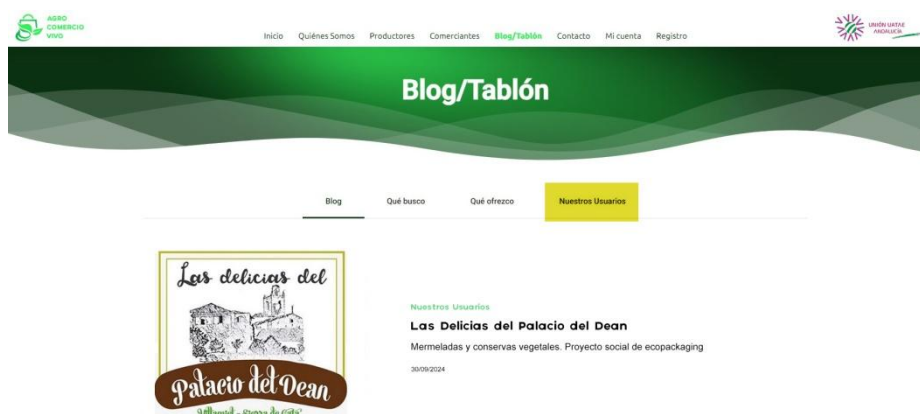 AGRO
COMERCIO
VIVO
Inicio Quiénes Somos Productores Comerciantes Blog/Tablón Contacto Mi cuenta Registro
UNIÓN UATAE
ANDALUCÍA
Blog/Tablón
Blog Qué busco Qué ofrezco Nuestros Usuarios
Las delicias del
Palacio del Dean
Nuestros Usuarios
Las Delicias del Palacio del Dean
Mermeladas y conservas vegetales. Proyecto social de ecopackaging
30/09/2024